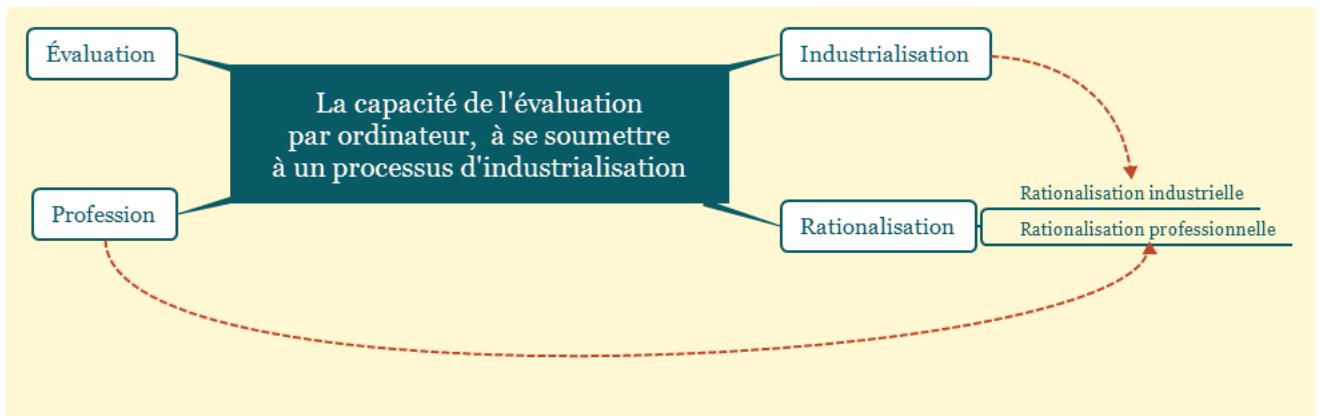 Évaluation
Industrialisation
La capacité de l'évaluation
par ordinateur,  à se soumettre
à un processus d'industrialisation
Profession
Rationalisation
Rationalisation industrielle
Rationalisation professionnelle